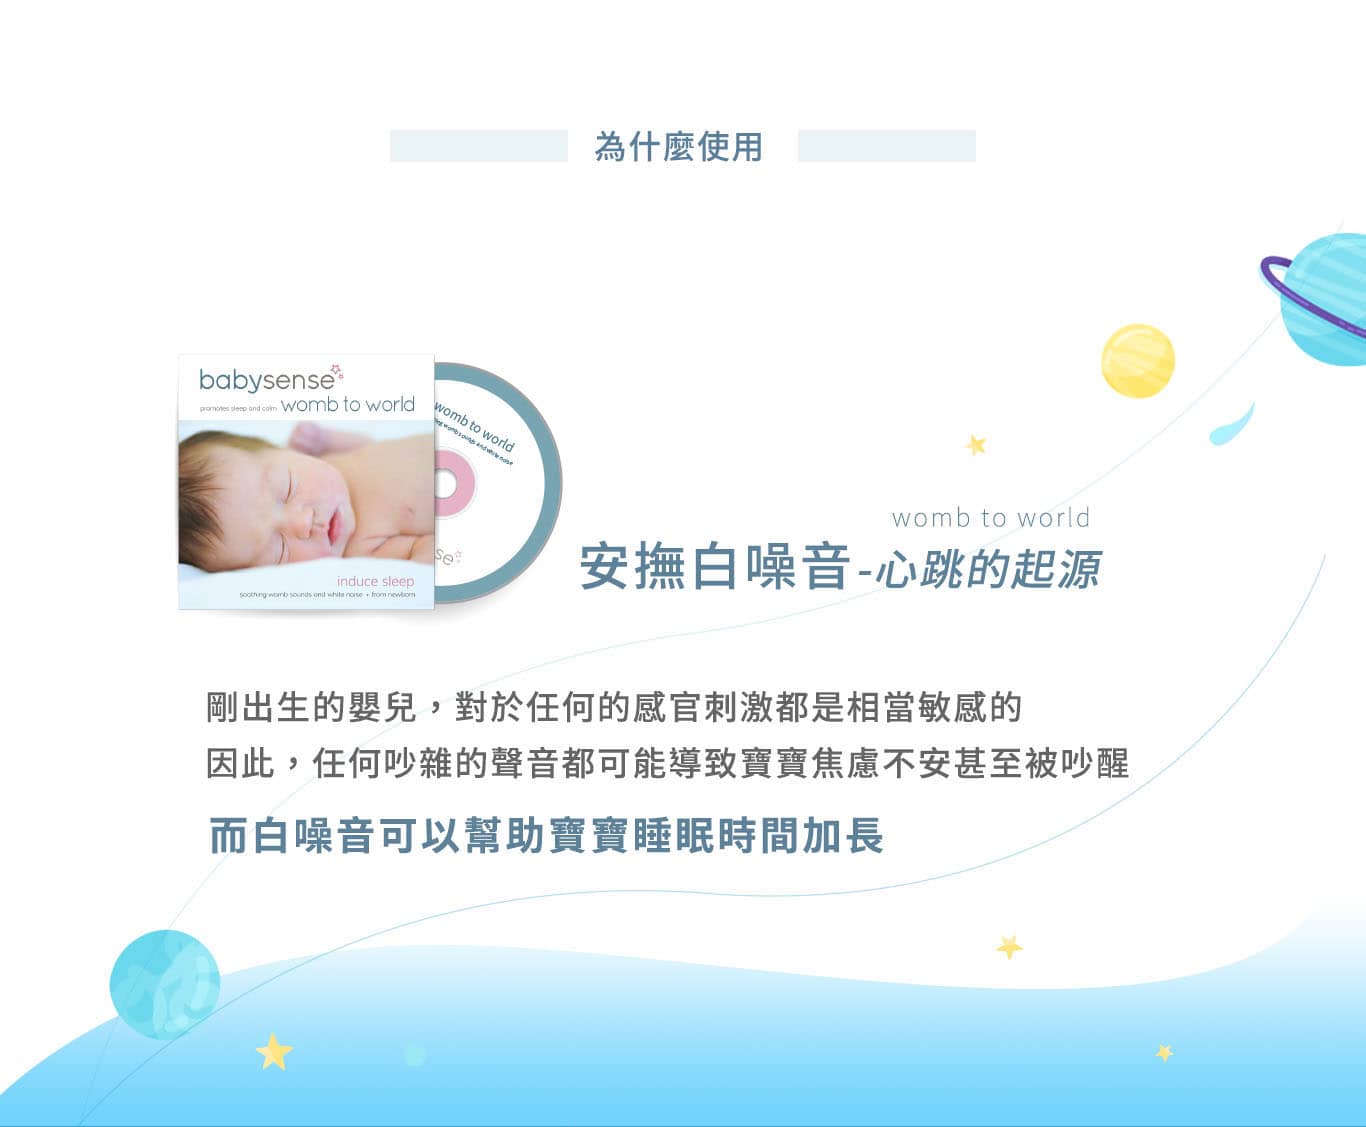 為什麼使用
babysense
promotes sleep and calm womb to world
womb to world
induce sleep
soothing womb sounds and white noise • from newborn
womb to world
安撫白噪音-心跳的起源
剛出生的嬰兒，對於任何的感官刺激都是相當敏感的
因此，任何吵雜的聲音都可能導致寶寶焦慮不安甚至被吵醒
而白噪音可以幫助寶寶睡眠時間加長